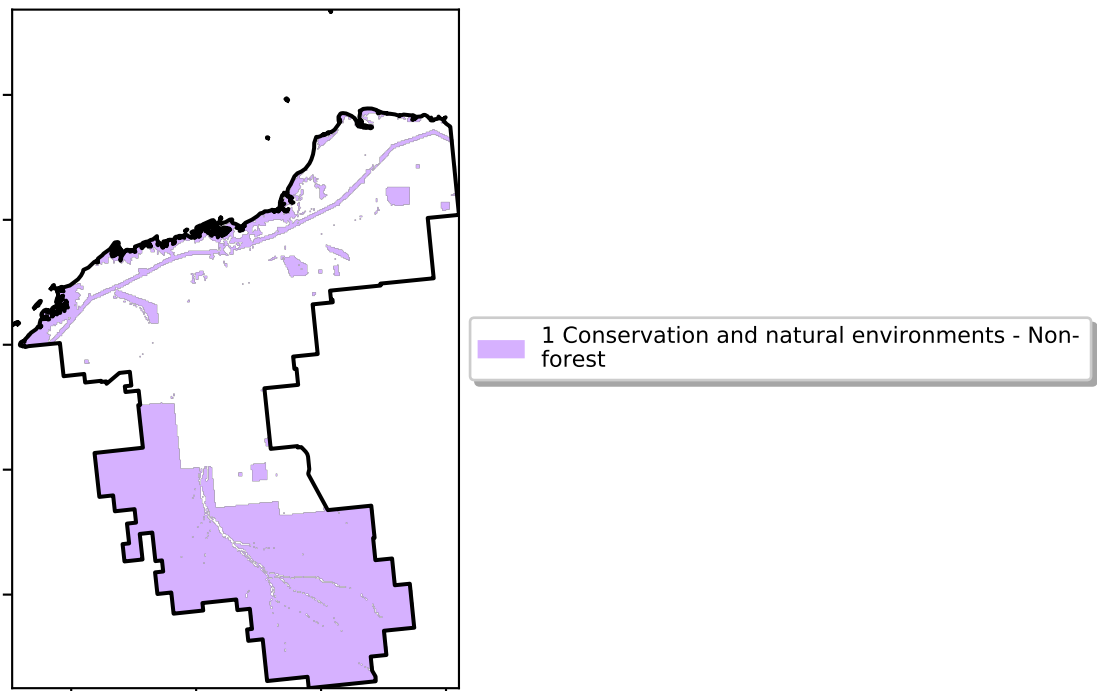 1 Conservation and natural environments - Non-
forest